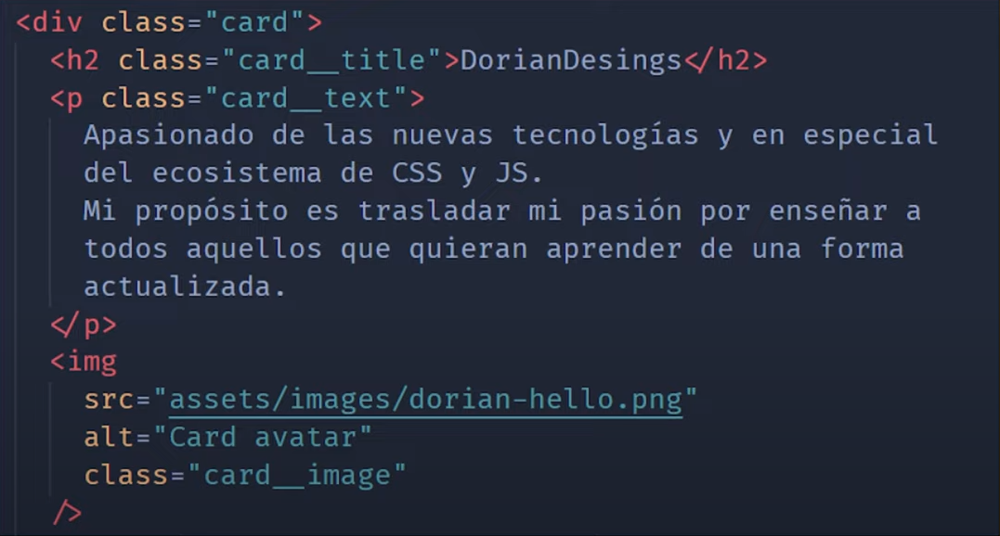 <div class="card">
<h2 class="card__title">DorianDesings</h2>
<p class="card__text">
Apasionado de las nuevas tecnologías y en especial
del ecosistema de CSS y JS.
Mi propósito es trasladar mi pasión por enseñar a
todos aquellos que quieran aprender de una forma
actualizada.
</p>
<img
src="assets/images/dorian-hello.png"
alt="Card avatar"
class="card__image"
/>